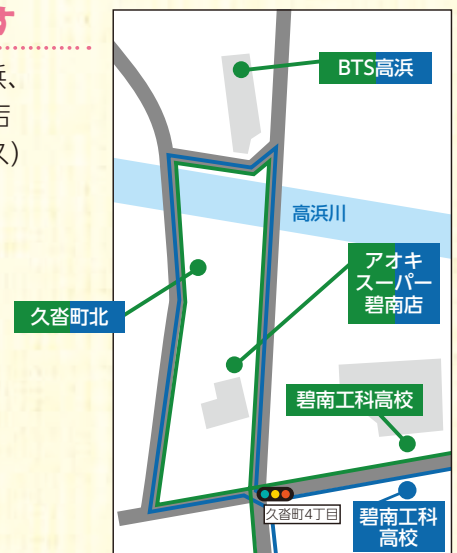 す
浜、
店
ス)
BTS高浜
高浜川
アオキ
スーパー
碧南店
久沓町北
碧南工科高校
久沓町4丁目
碧南工科
高校